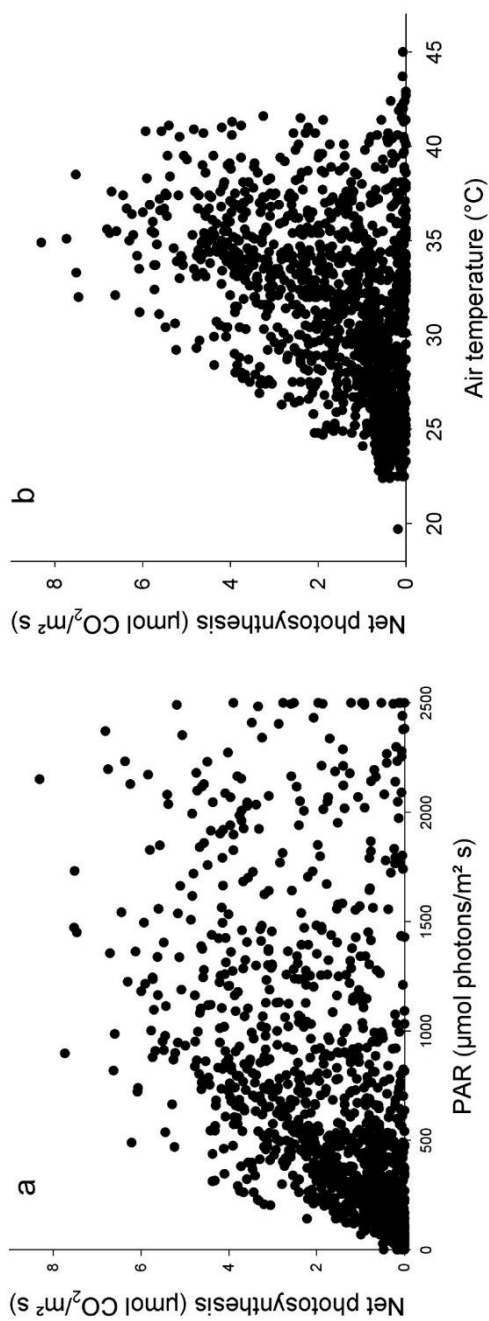 a
Net photosynthesis (µmol CO₂/m² s)
8
6
4
2
0
0 500 1000 1500 2000 2500
PAR (µmol photons/m² s)
b
Net photosynthesis (µmol CO₂/m² s)
8
6
4
2
0
20 25 30 35 40 45
Air temperature (°C)